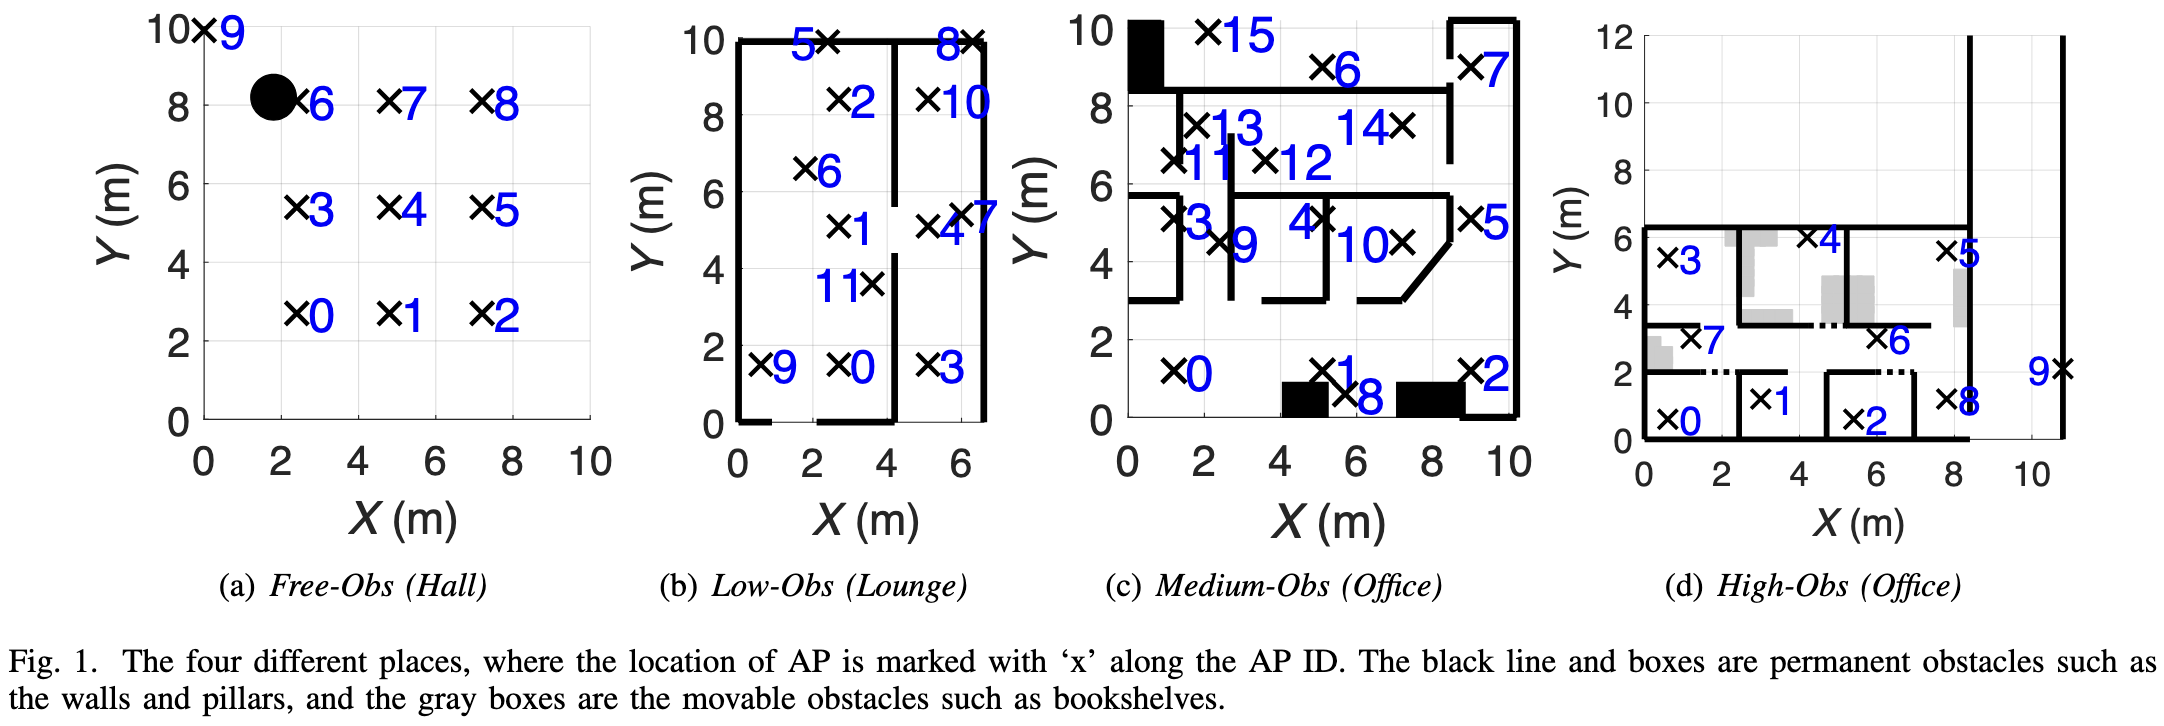 10
8
6
4
2
0
0 2 4 6 8 10
Y (m)
X (m)
9
6 7 8
3 4 5
0 1 2
(a) Free-Obs (Hall)
10
8
6
4
2
0
0 2 4 6
Y (m)
X (m)
5 8
2 10
6
1 4 7
11
9 0 3
(b) Low-Obs (Lounge)
10
8
6
4
2
0
0 2 4 6 8 10
Y (m)
X (m)
15
6 7
13 14
11 12
3 4 5
9 10
0 1 2
8
(c) Medium-Obs (Office)
12
10
8
6
4
2
0
0 2 4 6 8 10
Y (m)
X (m)
3 4 5
7 6
9
0 1 2 8
(d) High-Obs (Office)
Fig. 1. The four different places, where the location of AP is marked with ‘x’ along the AP ID. The black line and boxes are permanent obstacles such as
the walls and pillars, and the gray boxes are the movable obstacles such as bookshelves.